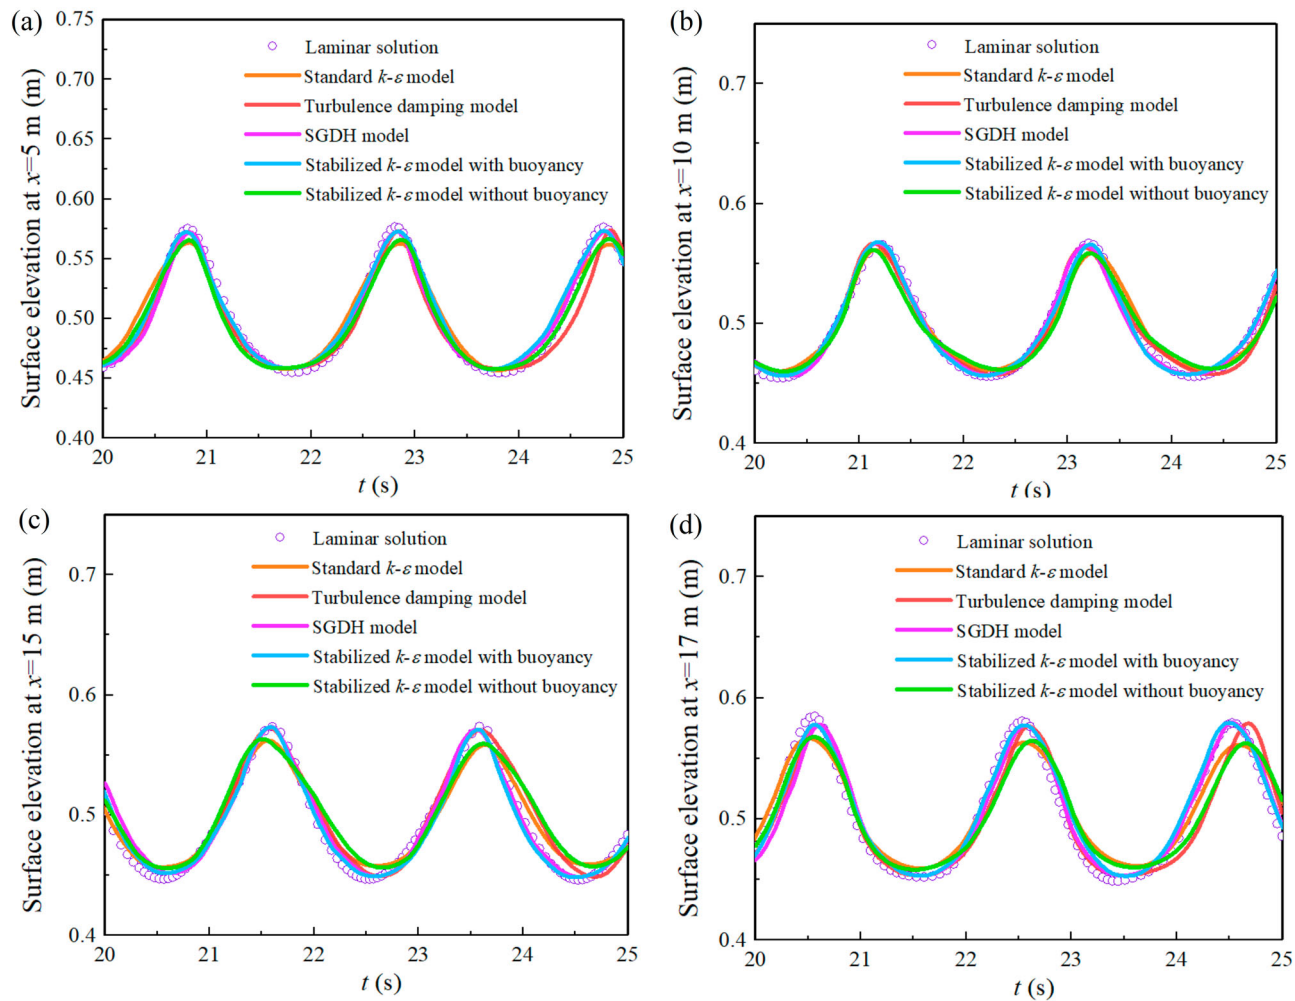 (a)
Surface elevation at x=5 m (m)
0.75
0.70
0.65
0.60
0.55
0.50
0.45
0.40
Laminar solution
Standard k-ε model
Turbulence damping model
SGDH model
Stabilized k-ε model with buoyancy
Stabilized k-ε model without buoyancy
20 21 22 23 24 25
t (s)
(b)
Surface elevation at x=10 m (m)
0.7
0.6
0.5
0.4
Laminar solution
Standard k-ε model
Turbulence damping model
SGDH model
Stabilized k-ε model with buoyancy
Stabilized k-ε model without buoyancy
20 21 22 23 24 25
t (s)
(c)
Surface elevation at x=15 m (m)
0.7
0.6
0.5
0.4
Laminar solution
Standard k-ε model
Turbulence damping model
SGDH model
Stabilized k-ε model with buoyancy
Stabilized k-ε model without buoyancy
20 21 22 23 24 25
t (s)
(d)
Surface elevation at x=17 m (m)
0.7
0.6
0.5
0.4
Laminar solution
Standard k-ε model
Turbulence damping model
SGDH model
Stabilized k-ε model with buoyancy
Stabilized k-ε model without buoyancy
20 21 22 23 24 25
t (s)